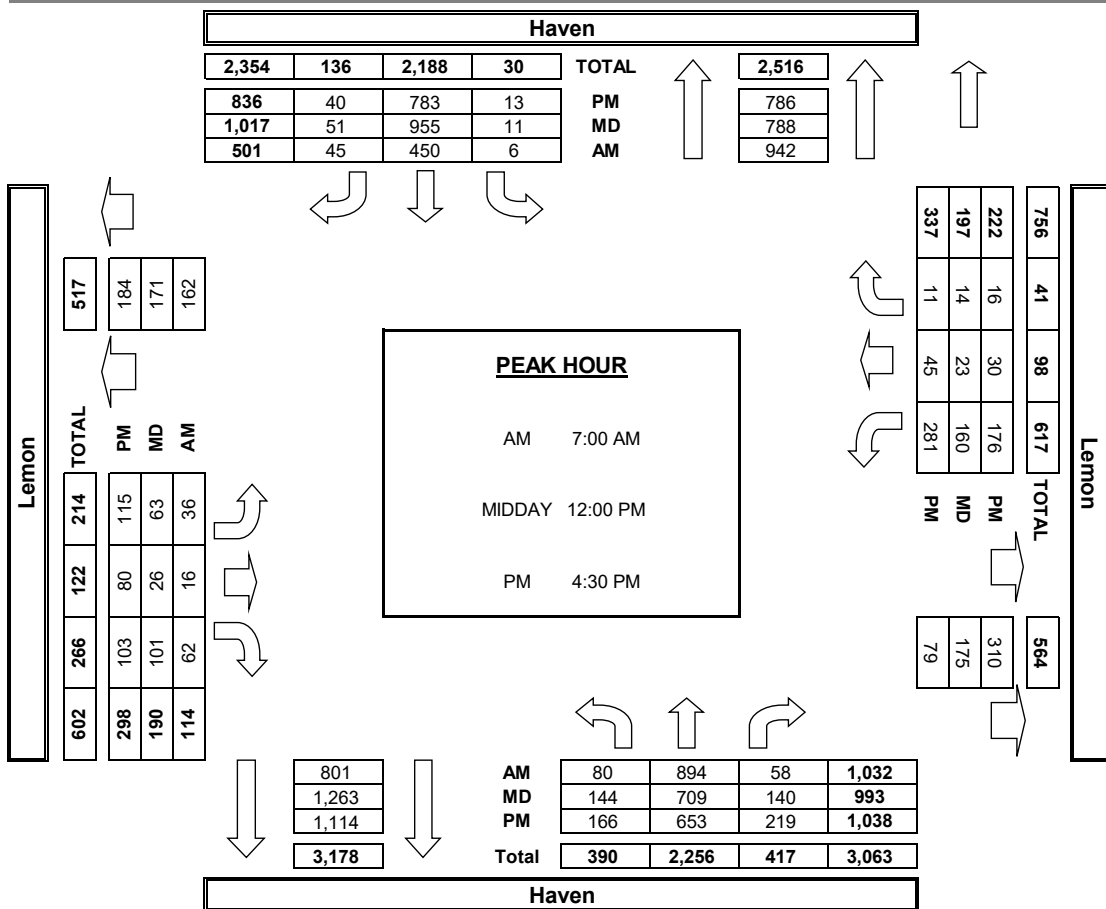 Haven
2,354 136 2,188 30 TOTAL 2,516
836 40 783 13 PM 786
1,017 51 955 11 MD 788
501 45 450 6 AM 942
Lemon
602 266 122 214 TOTAL 517
298 103 80 115 PM 184
190 101 26 63 MD 171
114 62 16 36 AM 162
PEAK HOUR
AM 7:00 AM
MIDDAY 12:00 PM
PM 4:30 PM
Lemon
756 41 98 617 TOTAL 564
222 16 30 176 PM 310
197 14 23 160 MD 175
337 11 45 281 PM 79
801 AM 80 894 58 1,032
1,263 MD 144 709 140 993
1,114 PM 166 653 219 1,038
3,178 Total 390 2,256 417 3,063
Haven